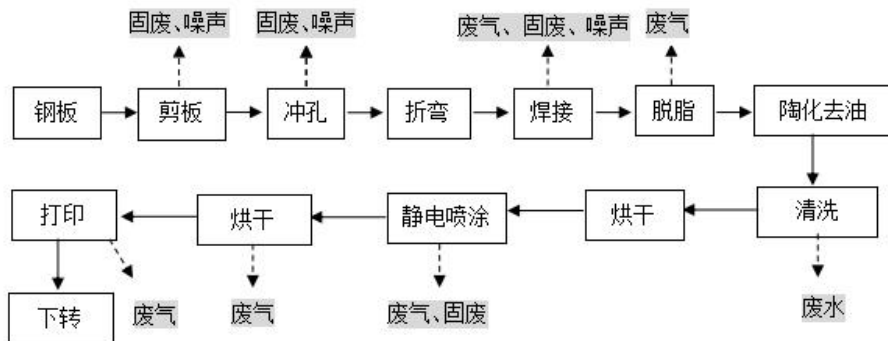 固废、噪声 固废、噪声 废气、固废、噪声 废气
钢板 剪板 冲孔 折弯 焊接 脱脂 陶化去油
打印 烘干 静电喷涂 烘干 清洗
下转 废气 废气 废气、固废 废水